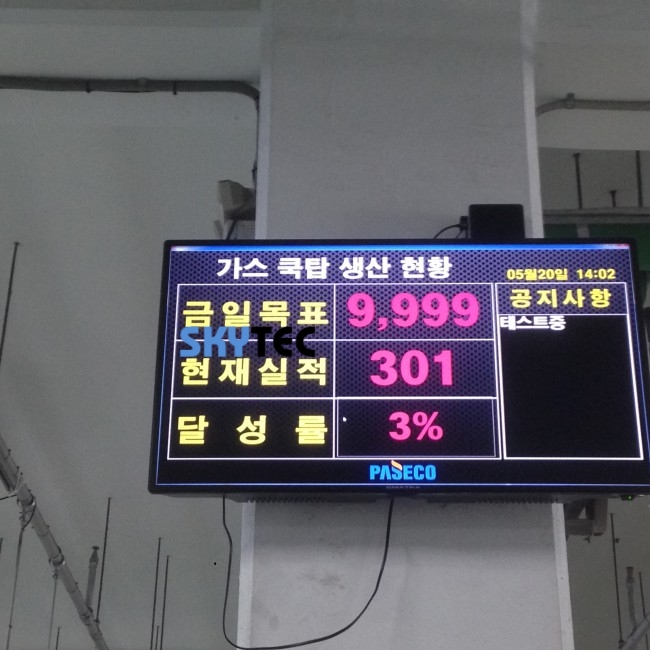 가스 쿡탑 생산 현황
05월20일 14:02
금일목표 9,999
공지사항
테스트중
SKYTEC
현재실적 301
달성률 3%
PASECO